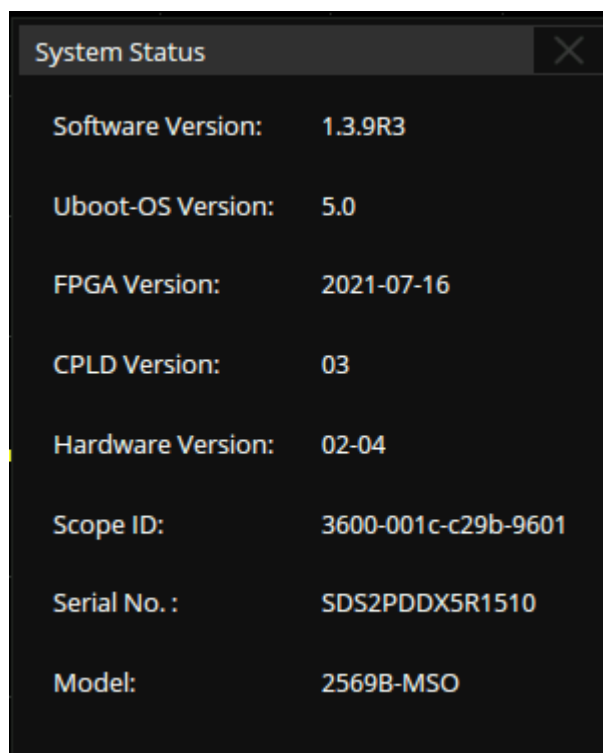 System Status
Software Version: 1.3.9R3
Uboot-OS Version: 5.0
FPGA Version: 2021-07-16
CPLD Version: 03
Hardware Version: 02-04
Scope ID: 3600-001c-c29b-9601
Serial No. : SDS2PDDX5R1510
Model: 2569B-MSO